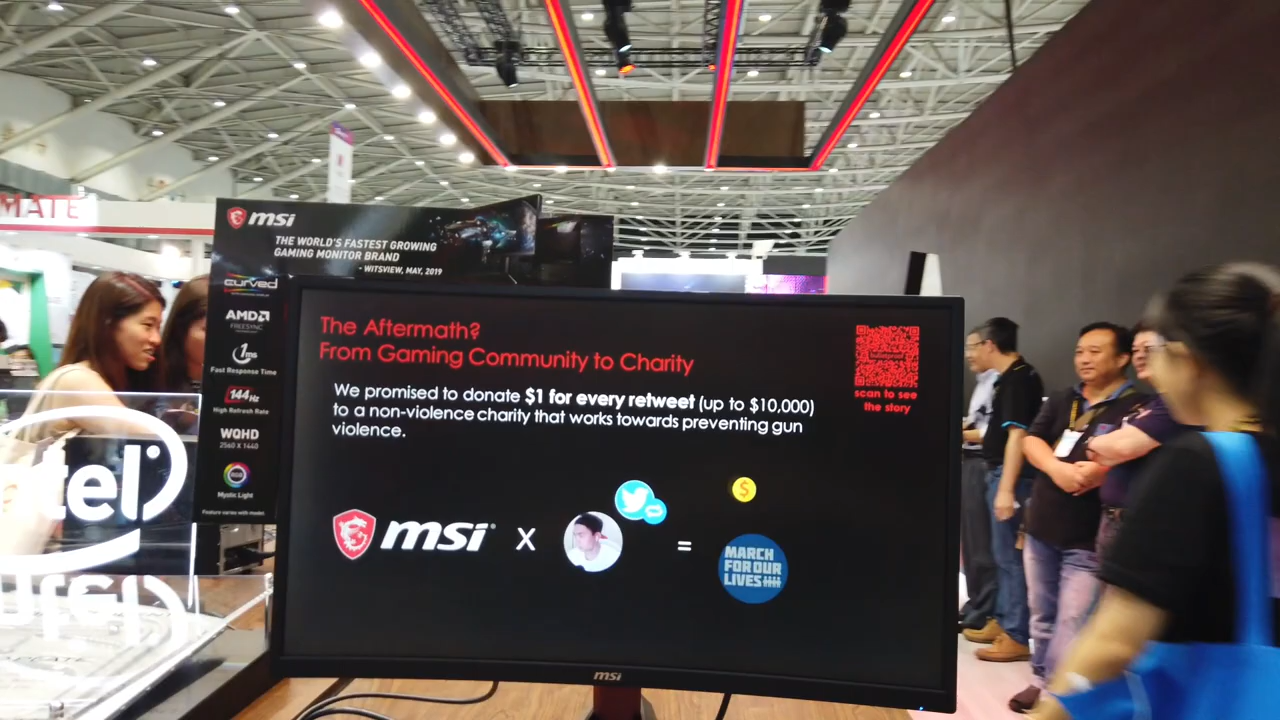 MATE
msi
THE WORLD'S FASTEST GROWING
GAMING MONITOR BRAND
- WITSVIEW, MAY, 2019
curved
AMD
FREESYNC
1ms
Fast Response Time
144Hz
High Refresh Rate
WQHD
2560 X 1440
RGB
Mystic Light
Feature varies with model.
The Aftermath?
From Gaming Community to Charity
We promised to donate $1 for every retweet (up to $10,000)
to a non-violence charity that works towards preventing gun
violence.
scan to see
the story
msi
X
=
$
MARCH
FOR OUR
LIVES
msi
tel